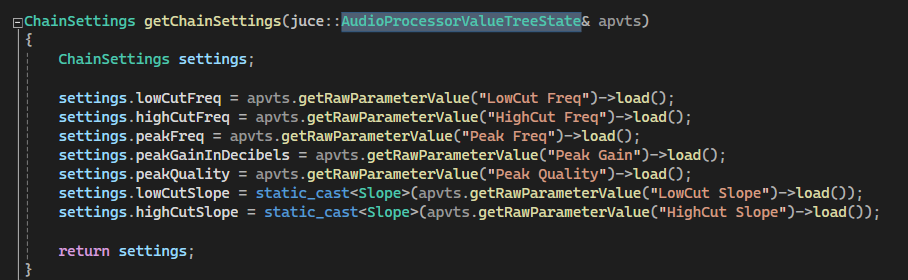 ChainSettings getChainSettings(juce::AudioProcessorValueTreeState& apvts)
{
    ChainSettings settings;

    settings.lowCutFreq = apvts.getRawParameterValue("LowCut Freq")->load();
    settings.highCutFreq = apvts.getRawParameterValue("HighCut Freq")->load();
    settings.peakFreq = apvts.getRawParameterValue("Peak Freq")->load();
    settings.peakGainInDecibels = apvts.getRawParameterValue("Peak Gain")->load();
    settings.peakQuality = apvts.getRawParameterValue("Peak Quality")->load();
    settings.lowCutSlope = static_cast<Slope>(apvts.getRawParameterValue("LowCut Slope")->load());
    settings.highCutSlope = static_cast<Slope>(apvts.getRawParameterValue("HighCut Slope")->load());

    return settings;
}